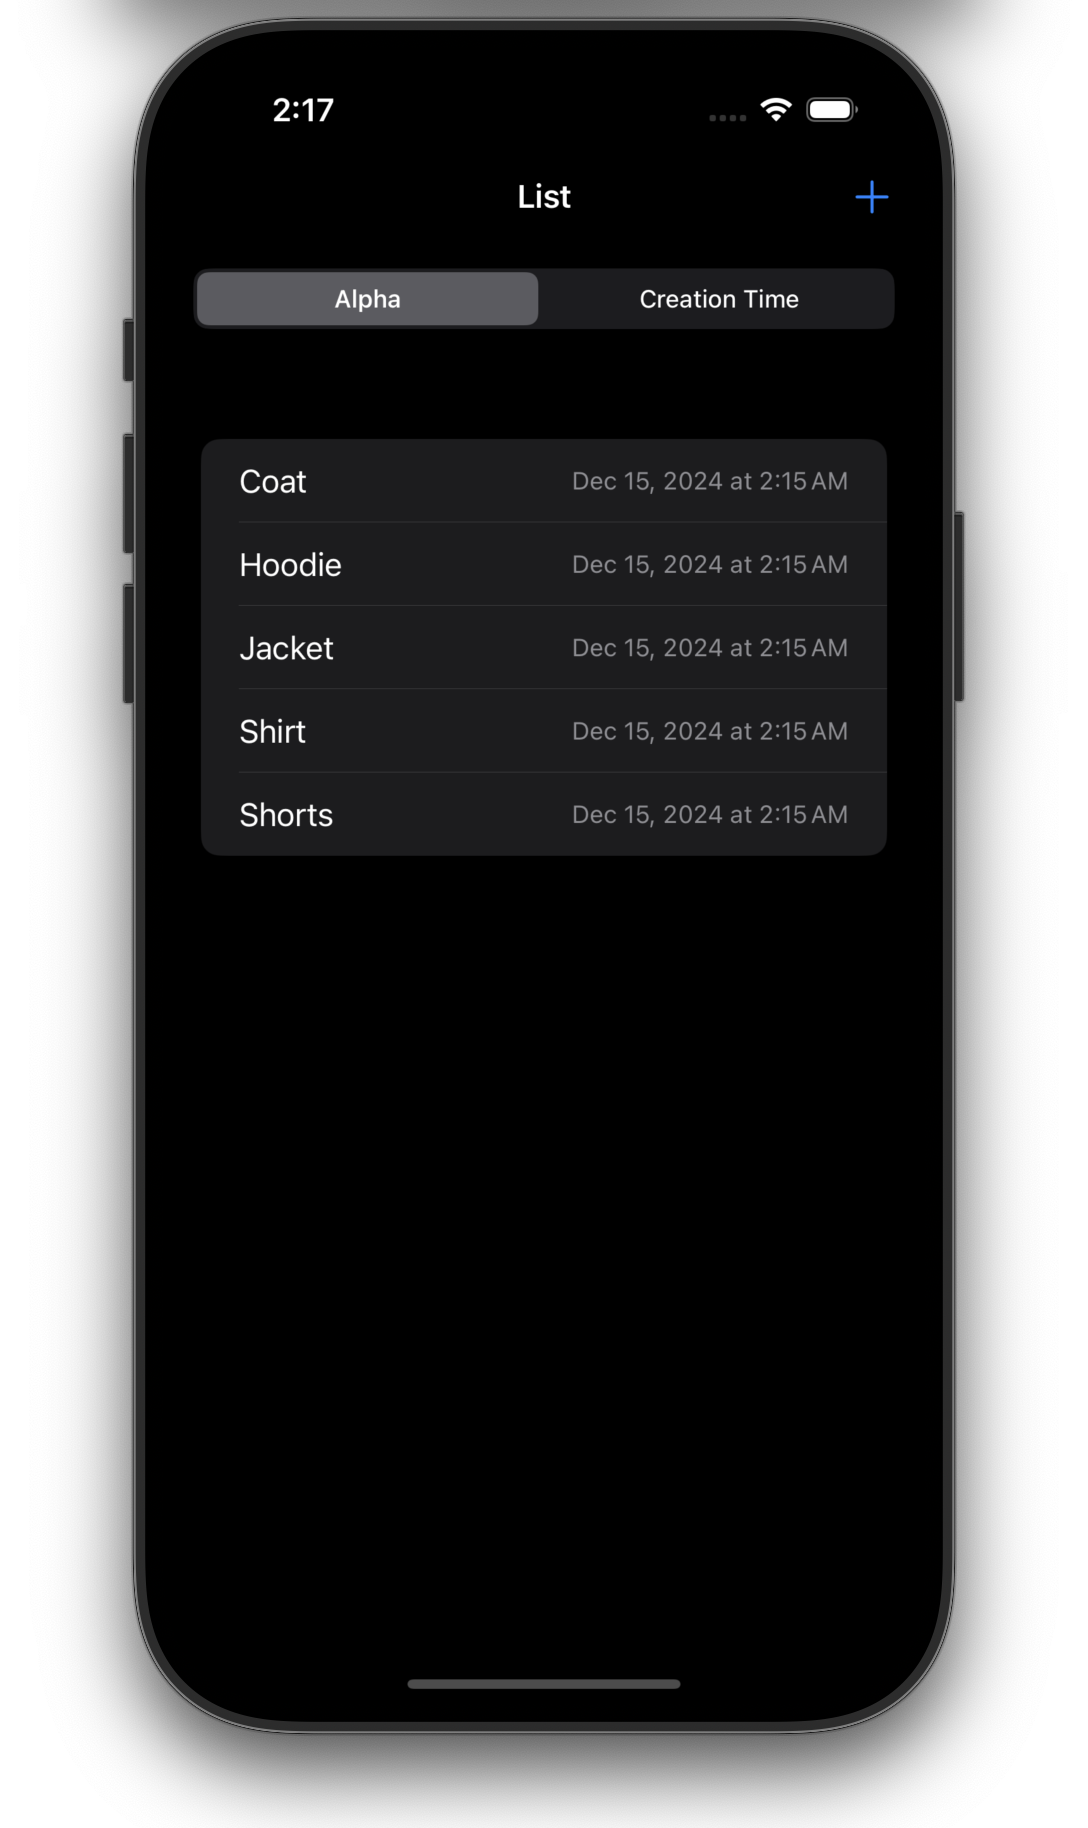 2:17
List
Alpha Creation Time
Coat Dec 15, 2024 at 2:15 AM
Hoodie Dec 15, 2024 at 2:15 AM
Jacket Dec 15, 2024 at 2:15 AM
Shirt Dec 15, 2024 at 2:15 AM
Shorts Dec 15, 2024 at 2:15 AM